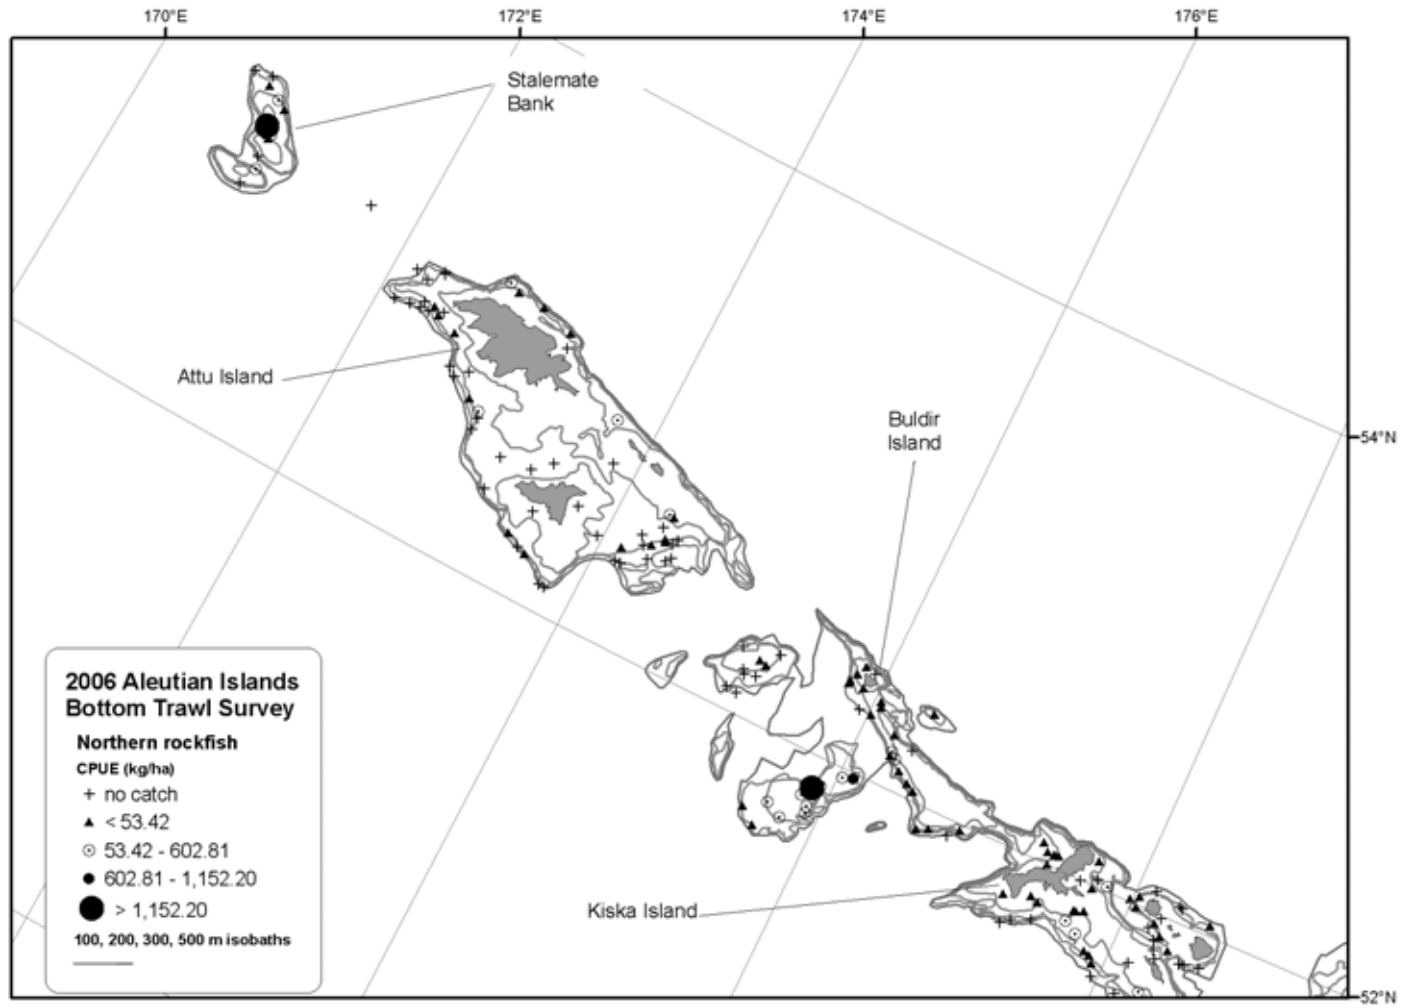 170°E 172°E 174°E 176°E
Stalemate
Bank
Attu Island
Buldir
Island
54°N
2006 Aleutian Islands
Bottom Trawl Survey
Northern rockfish
CPUE (kg/ha)
+ no catch
▲ < 53.42
⊙ 53.42 - 602.81
● 602.81 - 1,152.20
● > 1,152.20
100, 200, 300, 500 m isobaths
Kiska Island
52°N